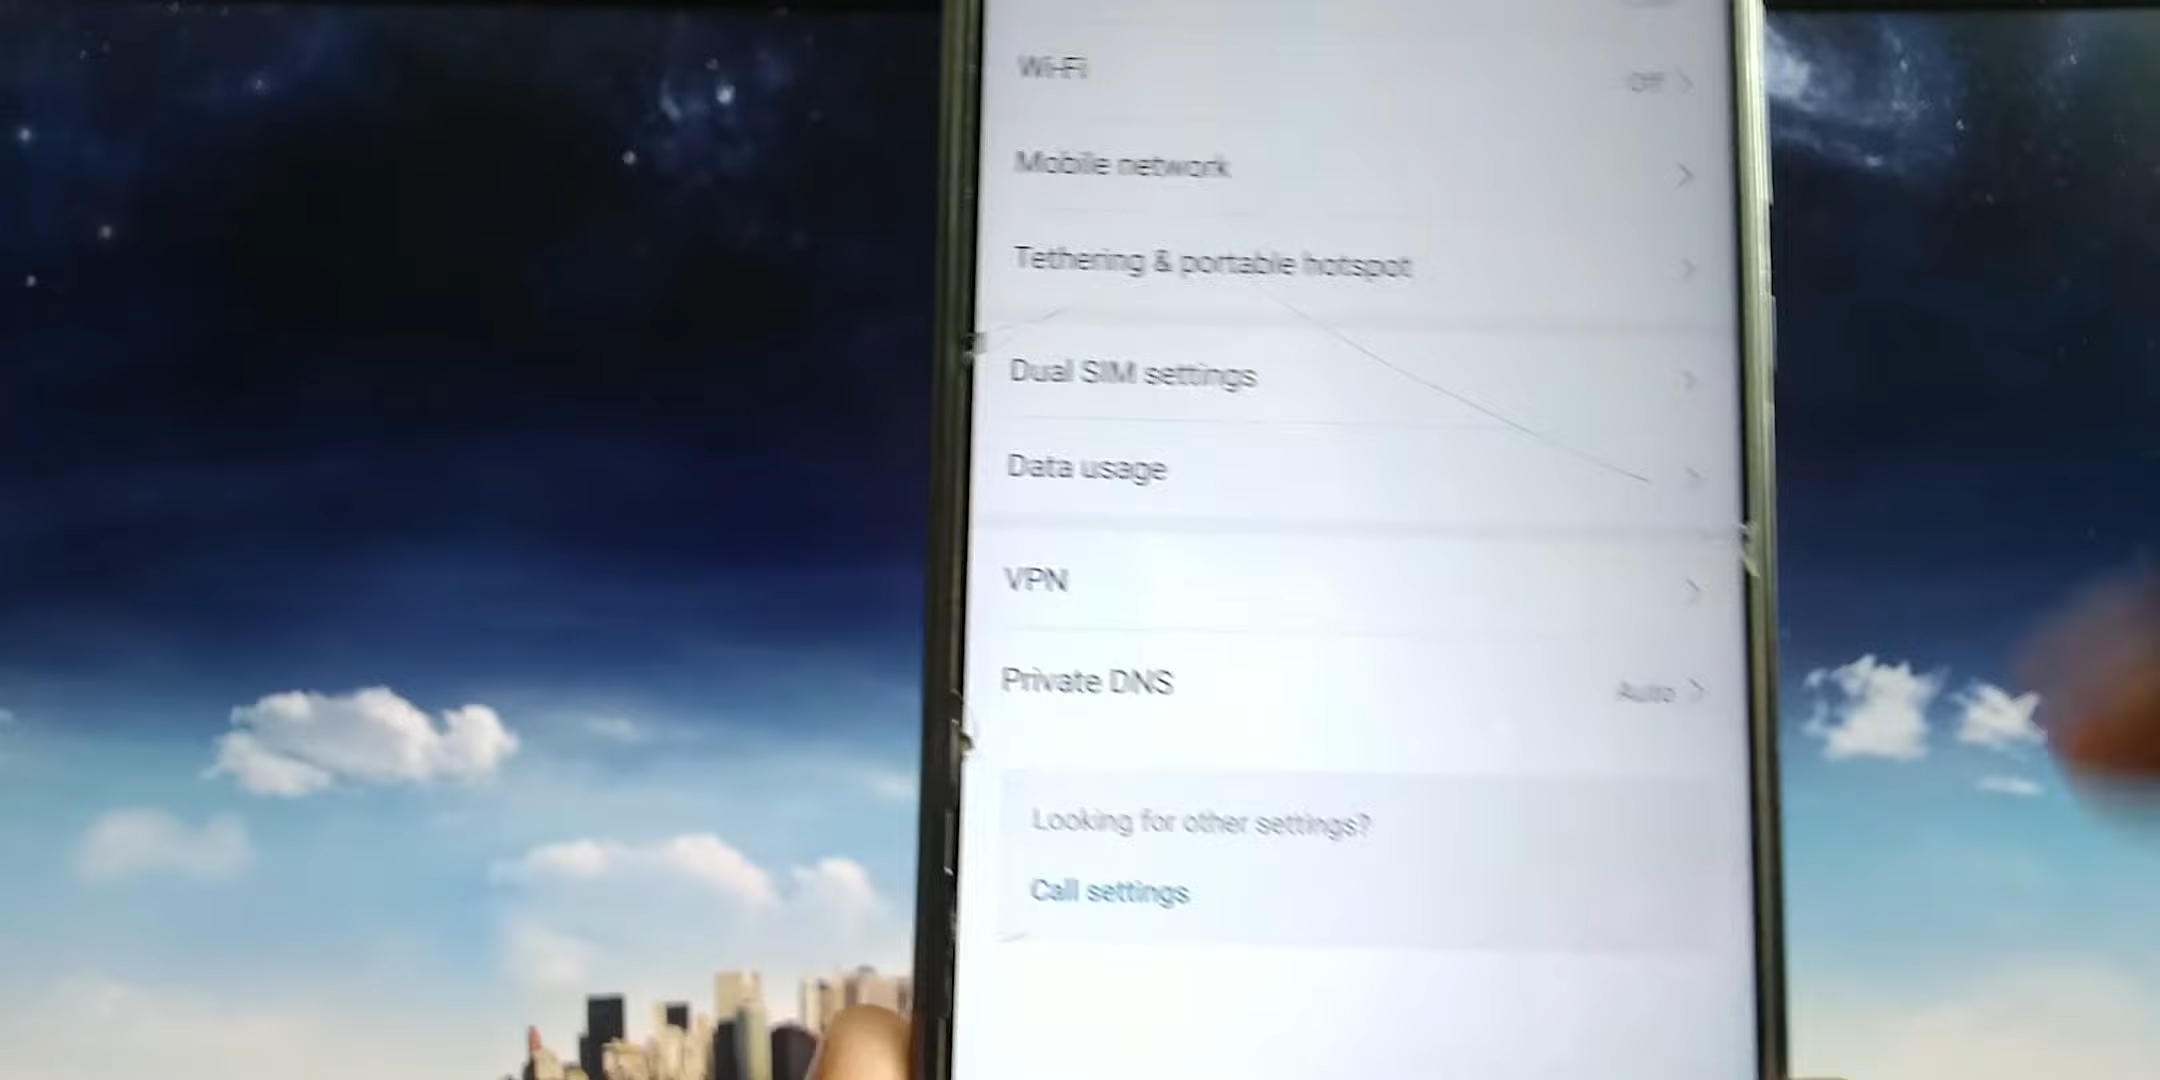 Wi-Fi
Off
Mobile network
Tethering & portable hotspot
Dual SIM settings
Data usage
VPN
Private DNS
Auto
Looking for other settings?
Call settings